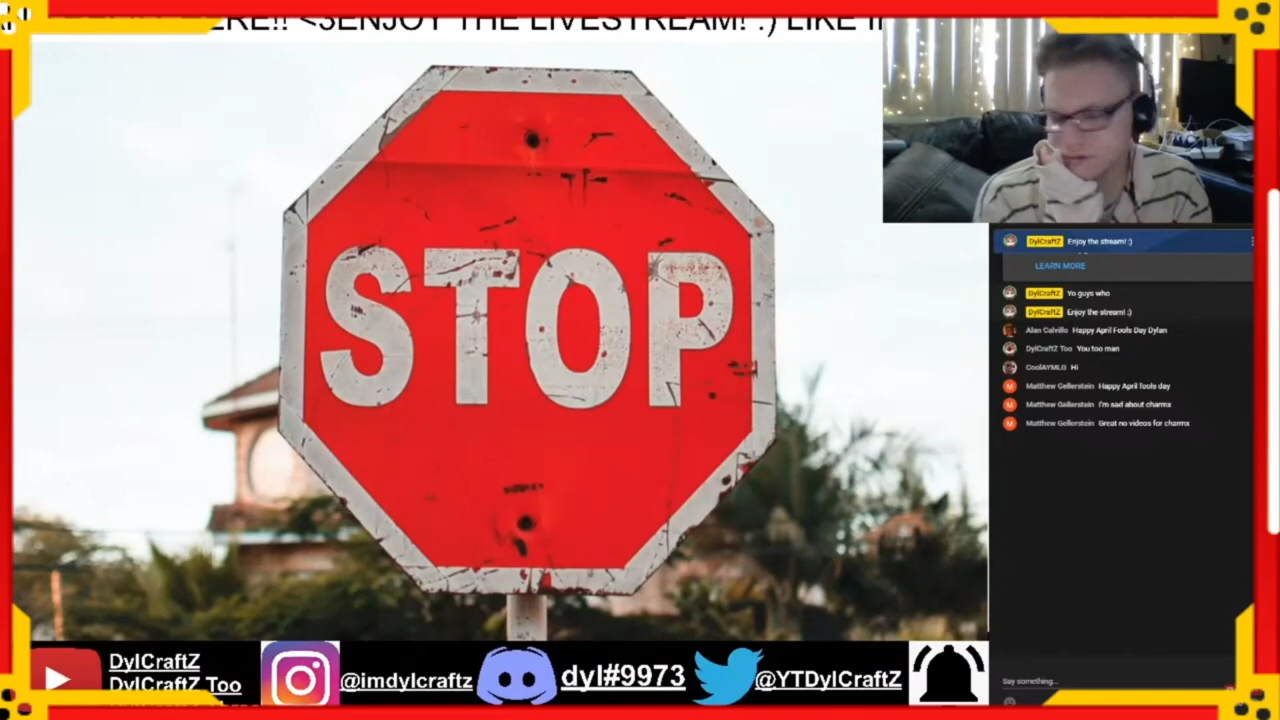 ERE!! <3ENJOY THE LIVESTREAM! :) LIKE
STOP
DylCraftZ Enjoy the stream! :)
LEARN MORE
DylCraftZ Yo guys who
DylCraftZ Enjoy the stream! :)
Alan Calvillo Happy April Fools Day Dylan
DylCraftZ Too You too man
CoolAYMLG Hi
Matthew Gellerstein Happy April fools day
Matthew Gellerstein I'm sad about charmx
Matthew Gellerstein Great no videos for charmx
Say something...
DylCraftZ
DylCraftZ Too
@imdylcraftz
dyl#9973
@YTDylCraftZ